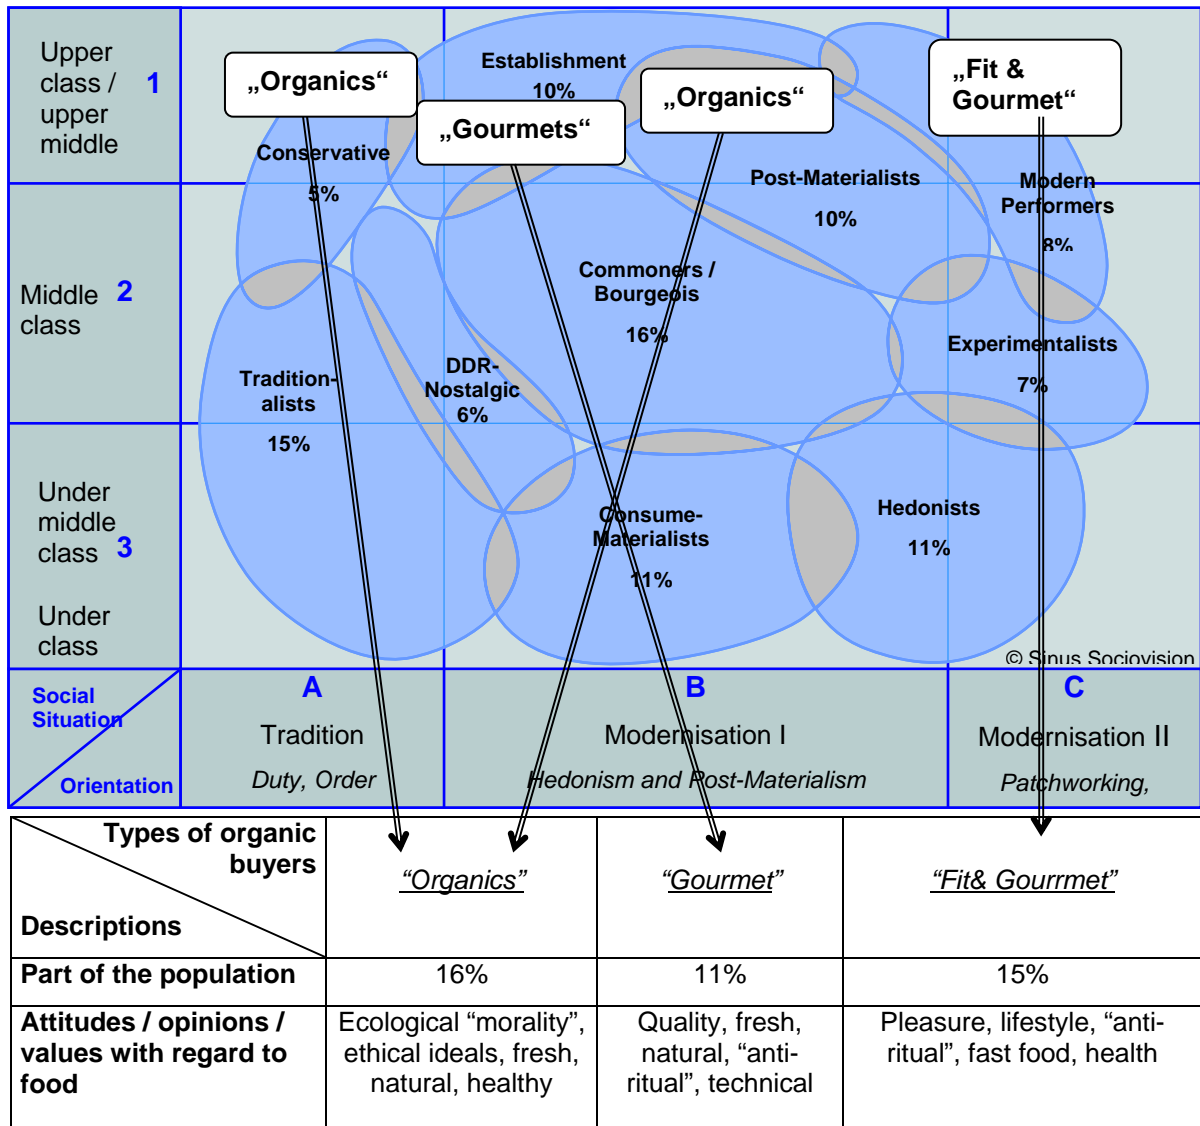 Upper
class /
upper
middle
1
„Organics“
Establishment
10%
„Gourmets“
„Organics“
„Fit &
Gourmet“
Conservative
5%
Post-Materialists
10%
Modern
Performers
8%
Middle
class
2
Commoners /
Bourgeois
16%
Experimentalists
7%
Tradition-
alists
15%
DDR-
Nostalgic
6%
Under
middle
class
3
Under
class
Consume-
Materialists
11%
Hedonists
11%
© Sinus Sociovision
Social
Situation
Orientation
A
Tradition
Duty, Order
B
Modernisation I
Hedonism and Post-Materialism
C
Modernisation II
Patchworking,
Types of organic
buyers
Descriptions
“Organics”
“Gourmet”
“Fit& Gourrmet”
Part of the population
16%
11%
15%
Attitudes / opinions /
values with regard to
food
Ecological “morality”,
ethical ideals, fresh,
natural, healthy
Quality, fresh,
natural, “anti-
ritual”, technical
Pleasure, lifestyle, “anti-
ritual”, fast food, health